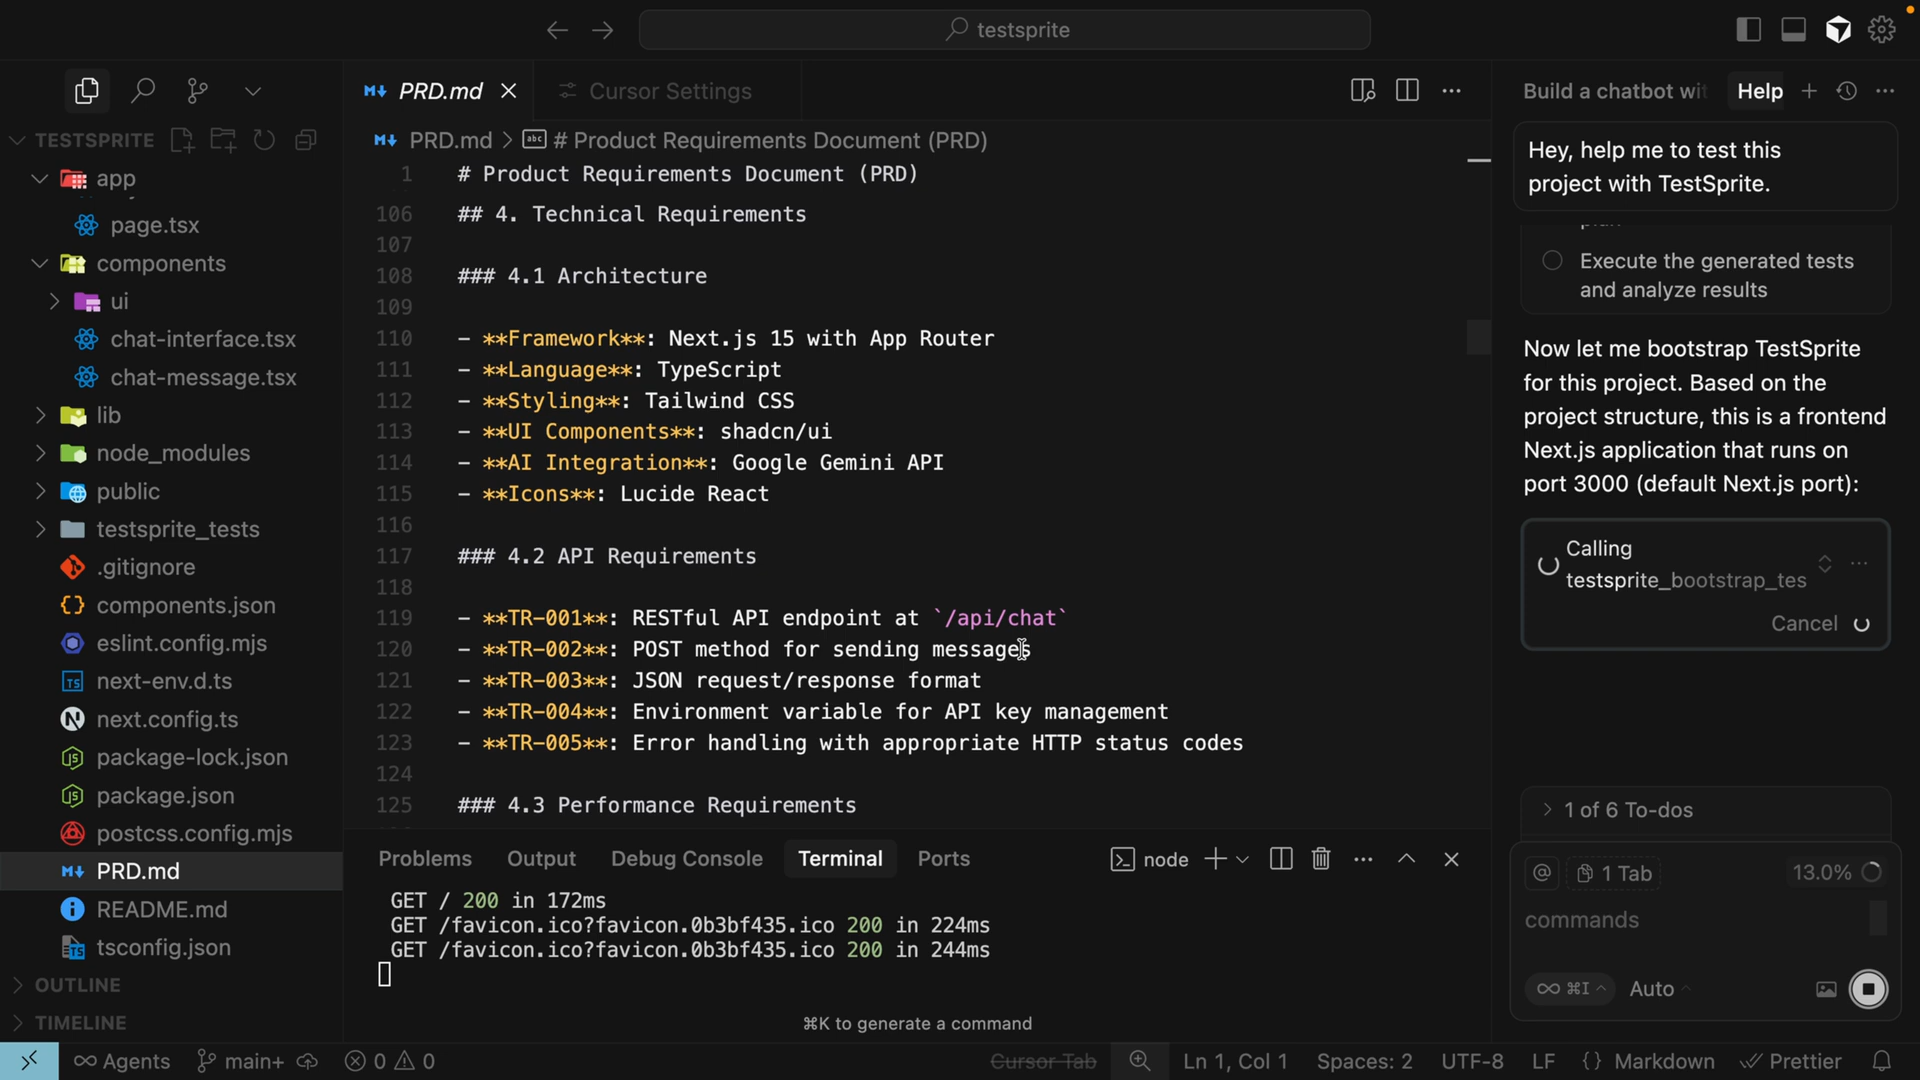 testsprite
PRD.md
Cursor Settings
Build a chatbot wi
Help
TESTSPRITE
app
page.tsx
components
ui
chat-interface.tsx
chat-message.tsx
lib
node_modules
public
testsprite_tests
.gitignore
components.json
eslint.config.mjs
next-env.d.ts
next.config.ts
package-lock.json
package.json
postcss.config.mjs
PRD.md
README.md
tsconfig.json
OUTLINE
TIMELINE
PRD.md > # Product Requirements Document (PRD)
1 # Product Requirements Document (PRD)
106 ## 4. Technical Requirements
107
108 ### 4.1 Architecture
109
110 - **Framework**: Next.js 15 with App Router
111 - **Language**: TypeScript
112 - **Styling**: Tailwind CSS
113 - **UI Components**: shadcn/ui
114 - **AI Integration**: Google Gemini API
115 - **Icons**: Lucide React
116
117 ### 4.2 API Requirements
118
119 - **TR-001**: RESTful API endpoint at `/api/chat`
120 - **TR-002**: POST method for sending messages
121 - **TR-003**: JSON request/response format
122 - **TR-004**: Environment variable for API key management
123 - **TR-005**: Error handling with appropriate HTTP status codes
124
125 ### 4.3 Performance Requirements
Problems Output Debug Console Terminal Ports
node
GET / 200 in 172ms
GET /favicon.ico?favicon.0b3bf435.ico 200 in 224ms
GET /favicon.ico?favicon.0b3bf435.ico 200 in 244ms
⌘K to generate a command
Hey, help me to test this
project with TestSprite.
Execute the generated tests
and analyze results
Now let me bootstrap TestSprite
for this project. Based on the
project structure, this is a frontend
Next.js application that runs on
port 3000 (default Next.js port):
Calling
testsprite_bootstrap_tes
Cancel
1 of 6 To-dos
@ 1 Tab
13.0%
commands
∞ ⌘I
Auto
Agents
main+
0 0
Cursor Tab
Ln 1, Col 1
Spaces: 2
UTF-8
LF
{} Markdown
Prettier